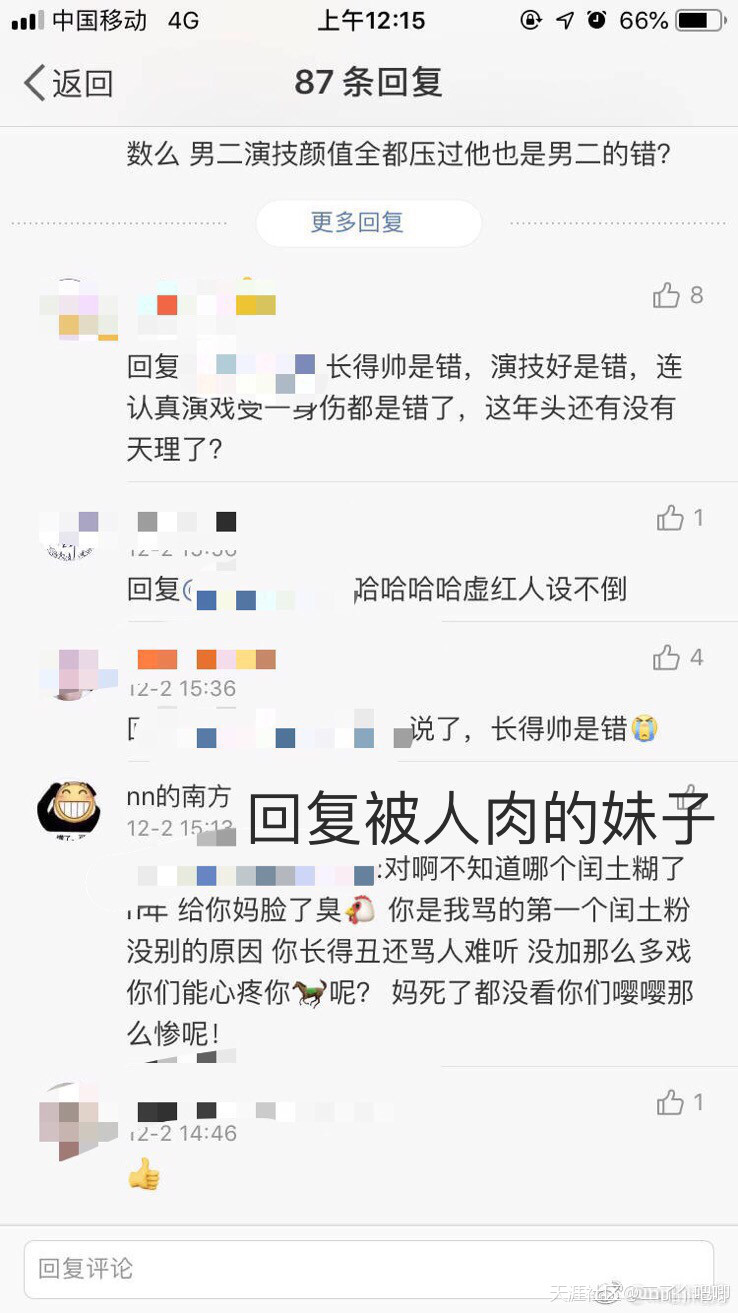 中国移动 4G 上午12:15 66%
返回 87 条回复
数么 男二演技颜值全都压过他也是男二的错?
更多回复
8
回复 长得帅是错，演技好是错，连
认真演戏受一身伤都是错了，这年头还有没有
天理了?
1
12-2 15:36
回复 哈哈哈哈虚红人设不倒
4
12-2 15:36
说了，长得帅是错😭
nn的南方
12-2 15:13
回复被人肉的妹子
:对啊不知道哪个闰土糊了
年 给你妈脸了臭🐔 你是我骂的第一个闰土粉
没别的原因 你长得丑还骂人难听 没加那么多戏
你们能心疼你🐎呢? 妈死了都没看你们嘤嘤那
么惨呢!
1
12-2 14:46
👍
回复评论